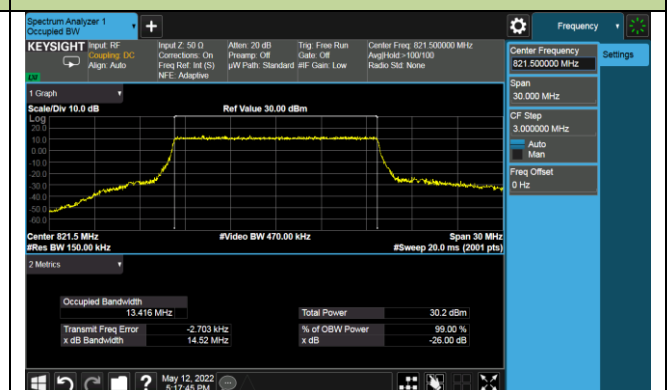 Spectrum Analyzer 1
Occupied BW
+
Frequency
KEYSIGHT
Input: RF
Coupling: DC
Align: Auto
Input Z: 50 Ω
Corrections: On
Freq Ref: Int (S)
NFE: Adaptive
Atten: 20 dB
Preamp: Off
µW Path: Standard
Trig: Free Run
Gate: Off
#IF Gain: Low
Center Freq: 821.500000 MHz
Avg|Hold:>100/100
Radio Std: None
Settings
Center Frequency
821.500000 MHz
Span
30.000 MHz
CF Step
3.000000 MHz
Auto
Man
Freq Offset
0 Hz
1 Graph
Scale/Div 10.0 dB
Ref Value 30.00 dBm
Log
20.0
10.0
0.00
-10.0
-20.0
-30.0
-40.0
-50.0
-60.0
Center 821.5 MHz
#Video BW 470.00 kHz
Span 30 MHz
#Res BW 150.00 kHz
#Sweep 20.0 ms (2001 pts)
2 Metrics
Occupied Bandwidth
13.416 MHz
Total Power 30.2 dBm
Transmit Freq Error -2.703 kHz
% of OBW Power 99.00 %
x dB Bandwidth 14.52 MHz
x dB -26.00 dB
?
May 12, 2022
5:17:45 PM